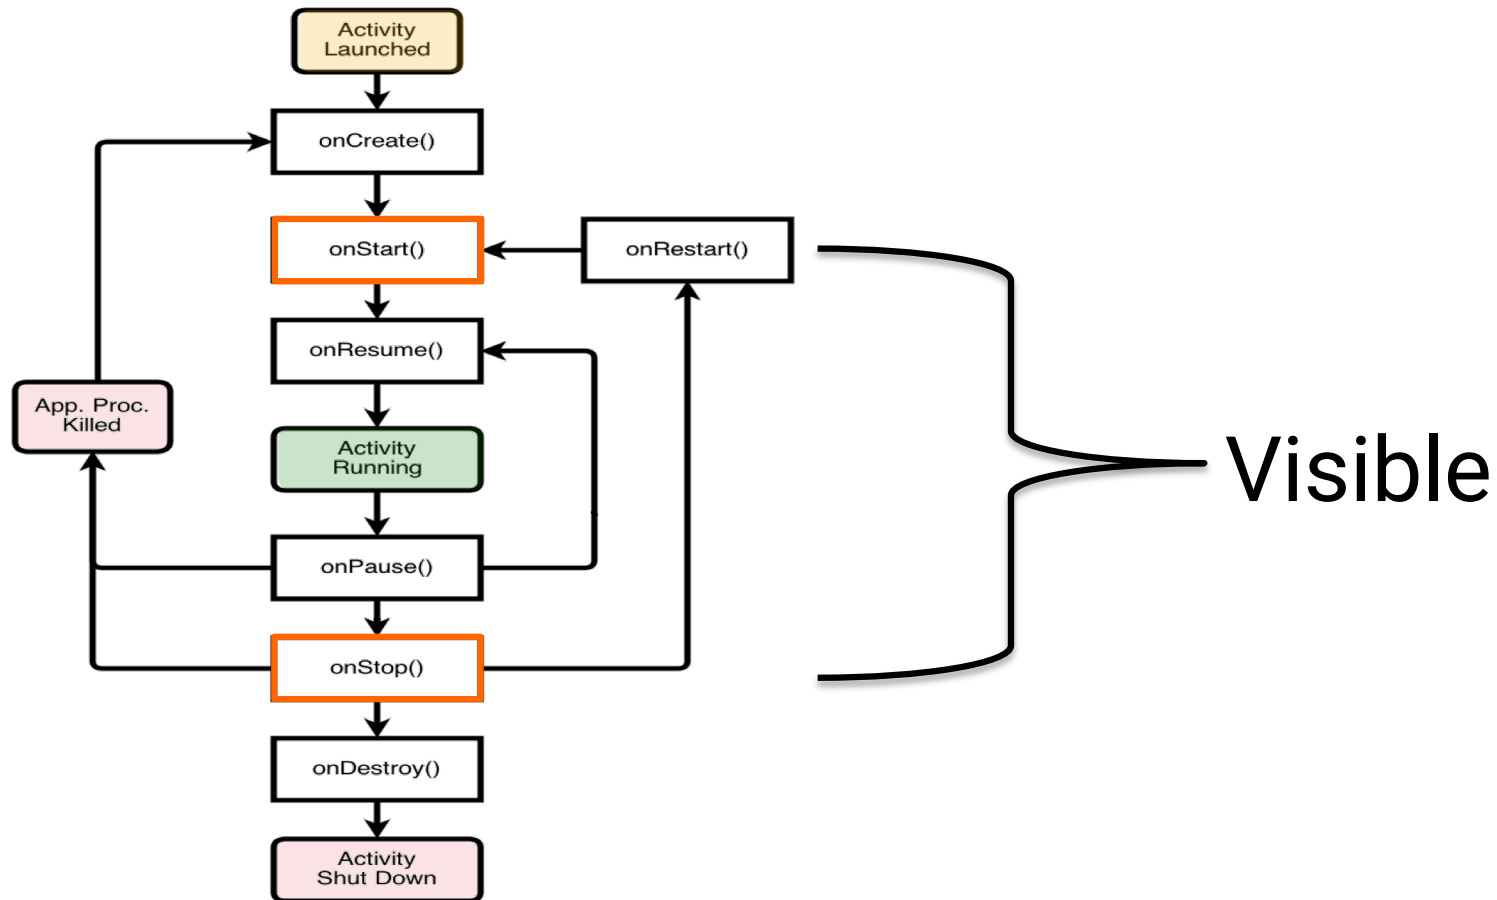 Activity
Launched
onCreate()
onStart()
onRestart()
onResume()
App. Proc.
Killed
Activity
Running
Visible
onPause()
onStop()
onDestroy()
Activity
Shut Down